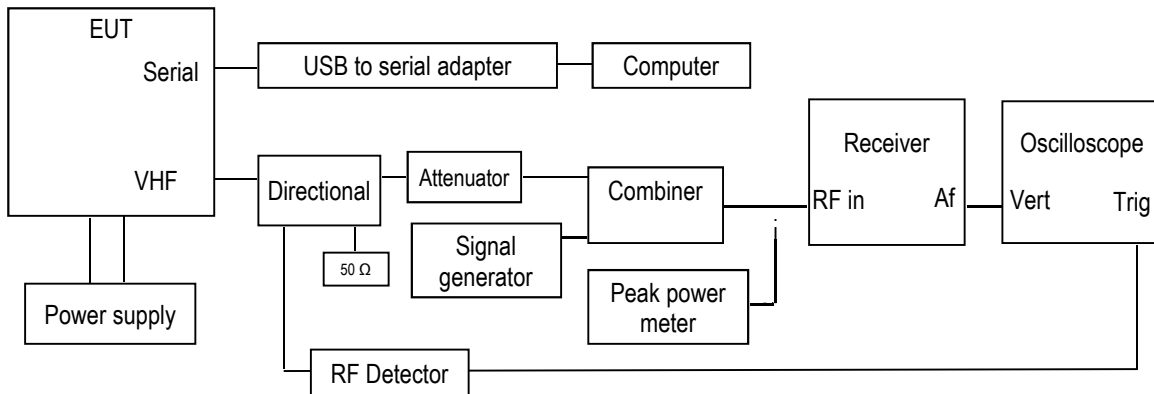 EUT
Serial
USB to serial adapter
Computer
VHF
Directional
Attenuator
Combiner
Receiver
RF in
Af
Oscilloscope
Vert
Trig
50 Ω
Signal
generator
Peak power
meter
Power supply
RF Detector